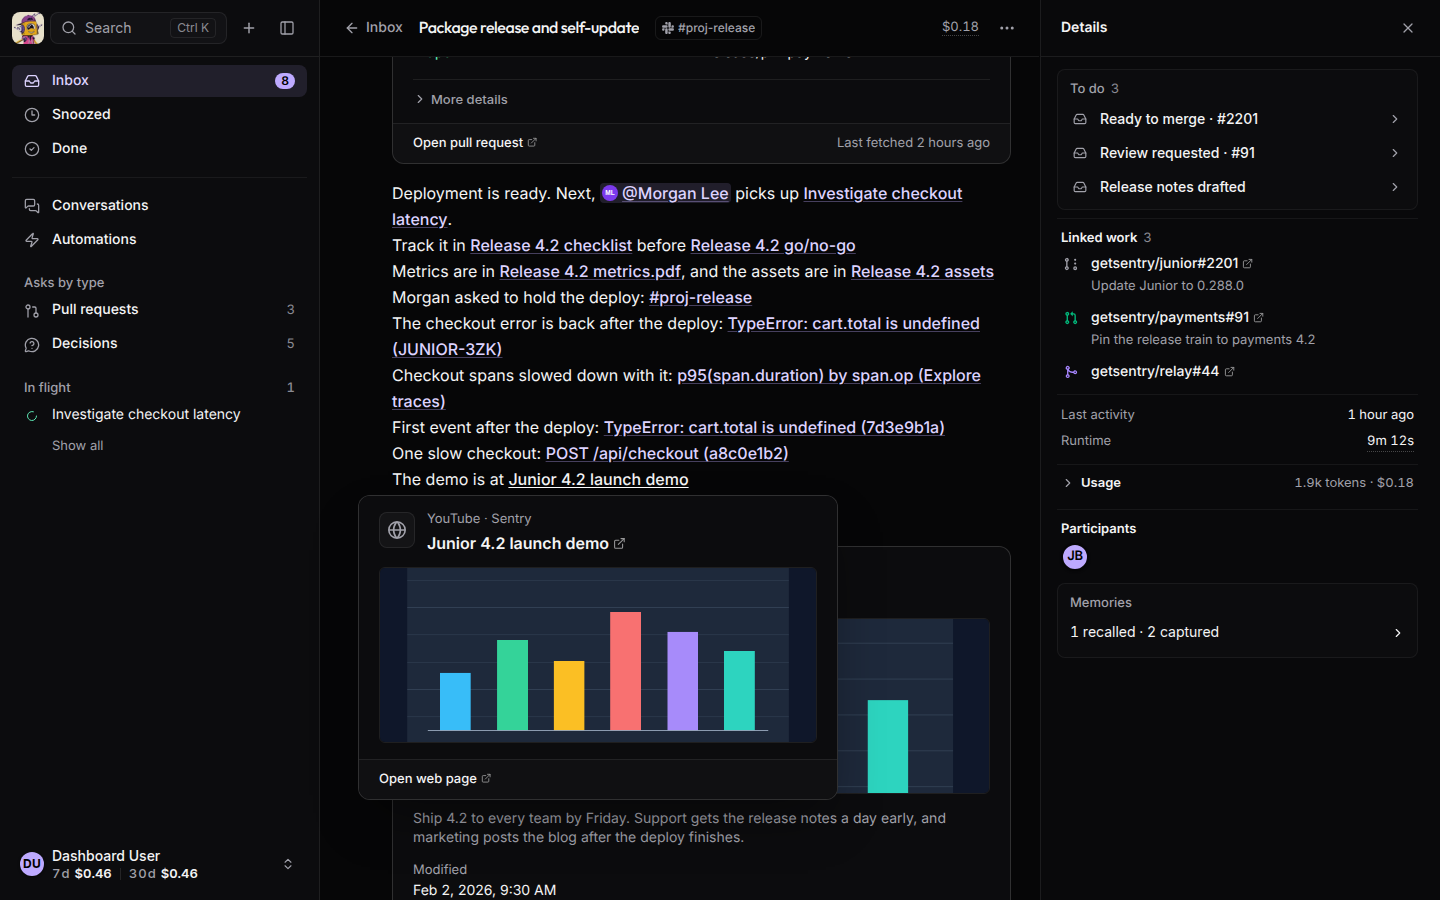 Search
Ctrl K
Inbox
8
Snoozed
Done
Conversations
Automations
Asks by type
Pull requests
3
Decisions
5
In flight
1
Investigate checkout latency
Show all
DU
Dashboard User
7d $0.46 | 30d $0.46
Inbox
Package release and self-update
#proj-release
$0.18
More details
Open pull request
Last fetched 2 hours ago
Deployment is ready. Next, ML @Morgan Lee picks up Investigate checkout
latency.
Track it in Release 4.2 checklist before Release 4.2 go/no-go
Metrics are in Release 4.2 metrics.pdf, and the assets are in Release 4.2 assets
Morgan asked to hold the deploy: #proj-release
The checkout error is back after the deploy: TypeError: cart.total is undefined
(JUNIOR-3ZK)
Checkout spans slowed down with it: p95(span.duration) by span.op (Explore
traces)
First event after the deploy: TypeError: cart.total is undefined (7d3e9b1a)
One slow checkout: POST /api/checkout (a8c0e1b2)
The demo is at Junior 4.2 launch demo
YouTube · Sentry
Junior 4.2 launch demo
Open web page
Ship 4.2 to every team by Friday. Support gets the release notes a day early, and
marketing posts the blog after the deploy finishes.
Modified
Feb 2, 2026, 9:30 AM
Details
To do 3
Ready to merge · #2201
Review requested · #91
Release notes drafted
Linked work 3
getsentry/junior#2201
Update Junior to 0.288.0
getsentry/payments#91
Pin the release train to payments 4.2
getsentry/relay#44
Last activity
1 hour ago
Runtime
9m 12s
Usage
1.9k tokens · $0.18
Participants
JB
Memories
1 recalled · 2 captured